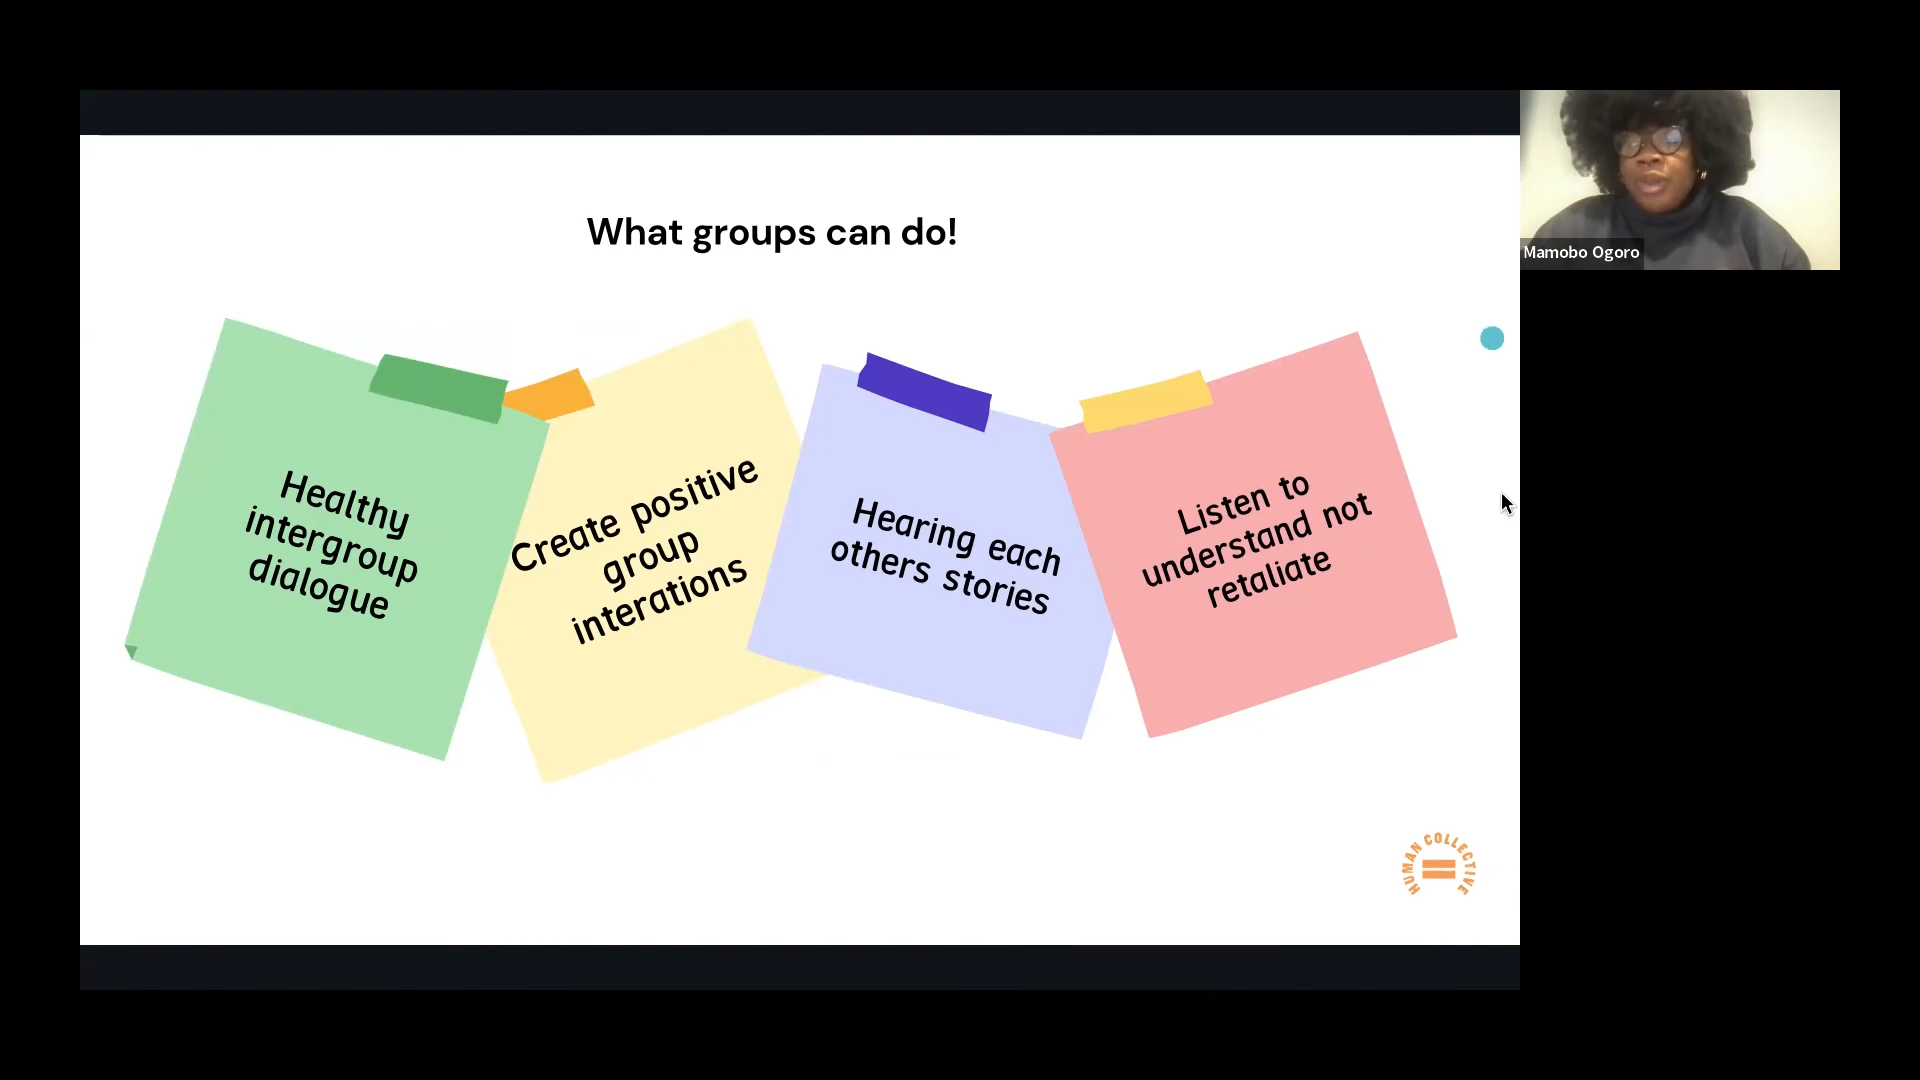 What groups can do!
Mamobo Ogoro
Healthy
intergroup
dialogue
Create positive
group
interations
Hearing each
others stories
Listen to
understand not
retaliate
HUMAN COLLECTIVE